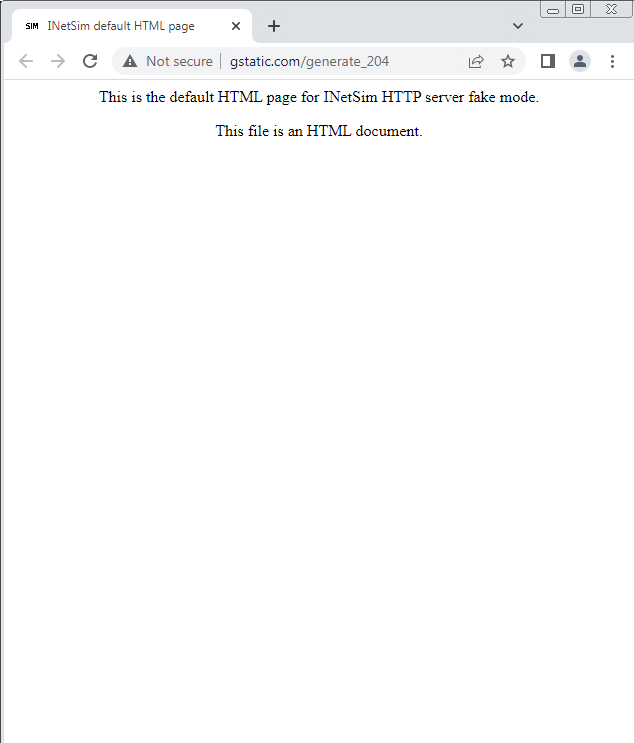 SIM INetSim default HTML page
Not secure gstatic.com/generate_204
This is the default HTML page for INetSim HTTP server fake mode.
This file is an HTML document.